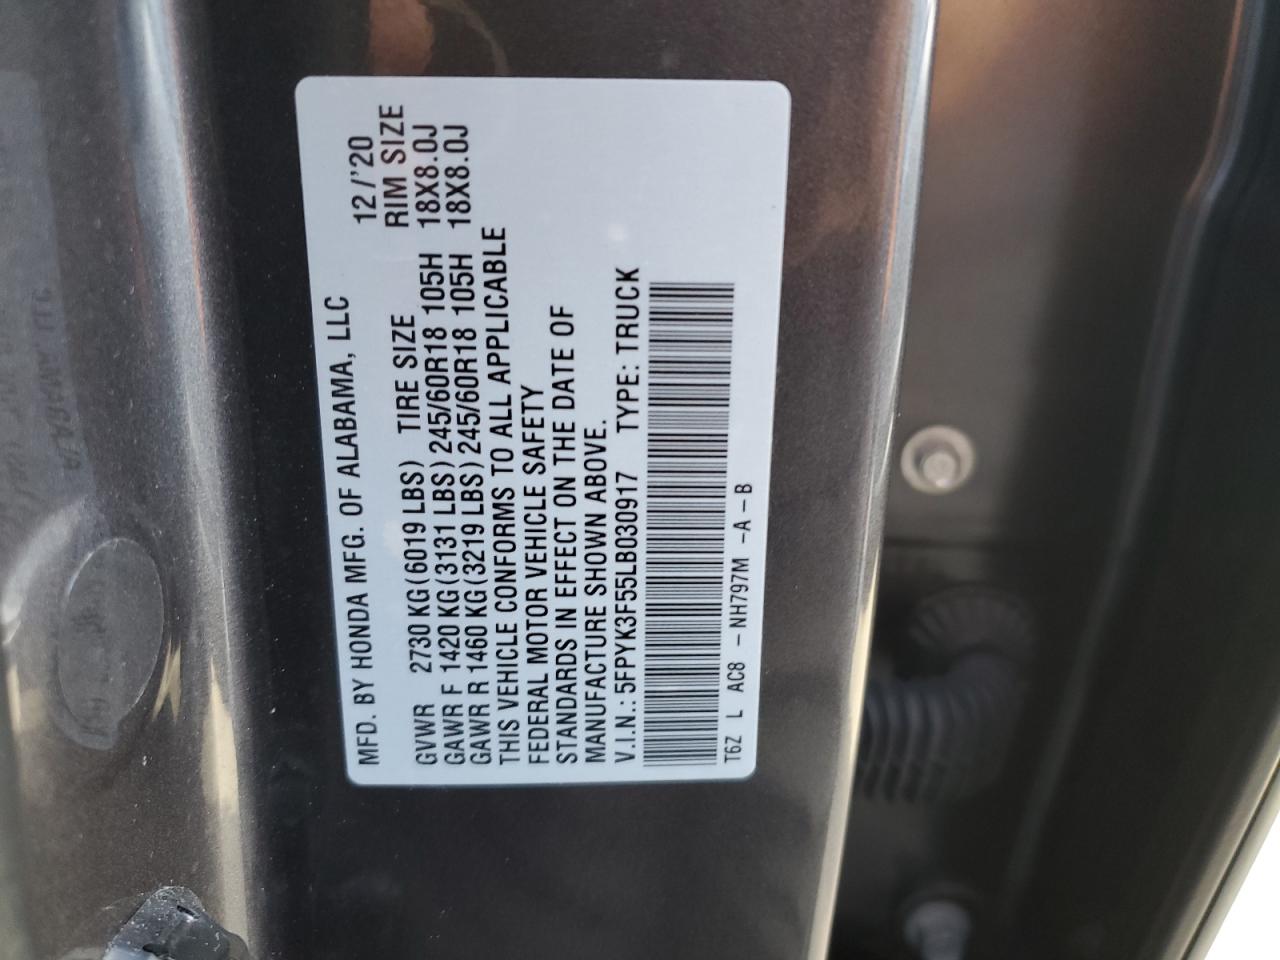 MFD. BY HONDA MFG. OF ALABAMA, LLC 12/'20
GVWR 2730 KG(6019 LBS) TIRE SIZE RIM SIZE
GAWR F 1420 KG(3131 LBS) 245/60R18 105H 18X8.0J
GAWR R 1460 KG(3219 LBS) 245/60R18 105H 18X8.0J
THIS VEHICLE CONFORMS TO ALL APPLICABLE
FEDERAL MOTOR VEHICLE SAFETY
STANDARDS IN EFFECT ON THE DATE OF
MANUFACTURE SHOWN ABOVE.
V.I.N.: 5FPYK3F55LB030917 TYPE: TRUCK
T6Z L AC8 - NH797M -A-B